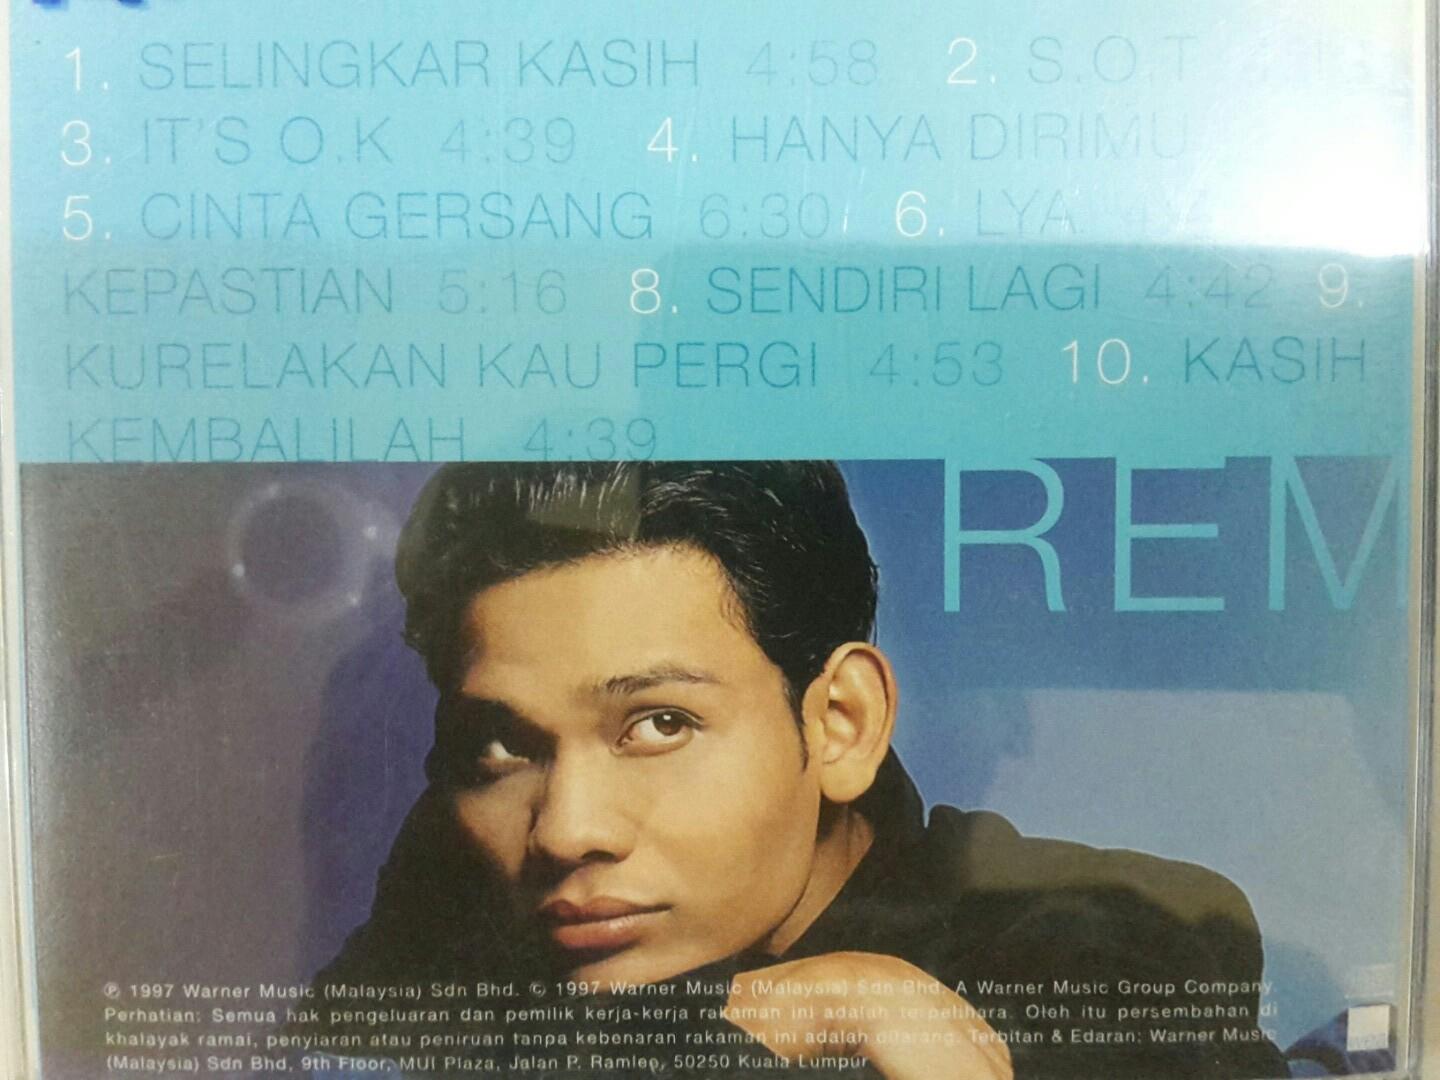 1. SELINGKAR KASIH 4:58 2. S.O.T
3. IT'S O.K 4:39 4. HANYA DIRIMU
5. CINTA GERSANG 6:30 6. LYA
KEPASTIAN 5:16 8. SENDIRI LAGI 4:42 9.
KURELAKAN KAU PERGI 4:53 10. KASIH
KEMBALILAH 4:39
REM
℗ 1997 Warner Music (Malaysia) Sdn Bhd. © 1997 Warner Music (Malaysia) Sdn Bhd. A Warner Music Group Company.
Perhatian: Semua hak pengeluaran dan pemilik kerja-kerja rakaman ini adalah terpelihara. Oleh itu persembahan di
khalayak ramai, penyiaran atau peniruan tanpa kebenaran rakaman ini adalah dilarang. Terbitan & Edaran: Warner Music
(Malaysia) Sdn Bhd, 9th Floor, MUI Plaza, Jalan P. Ramlee, 50250 Kuala Lumpur